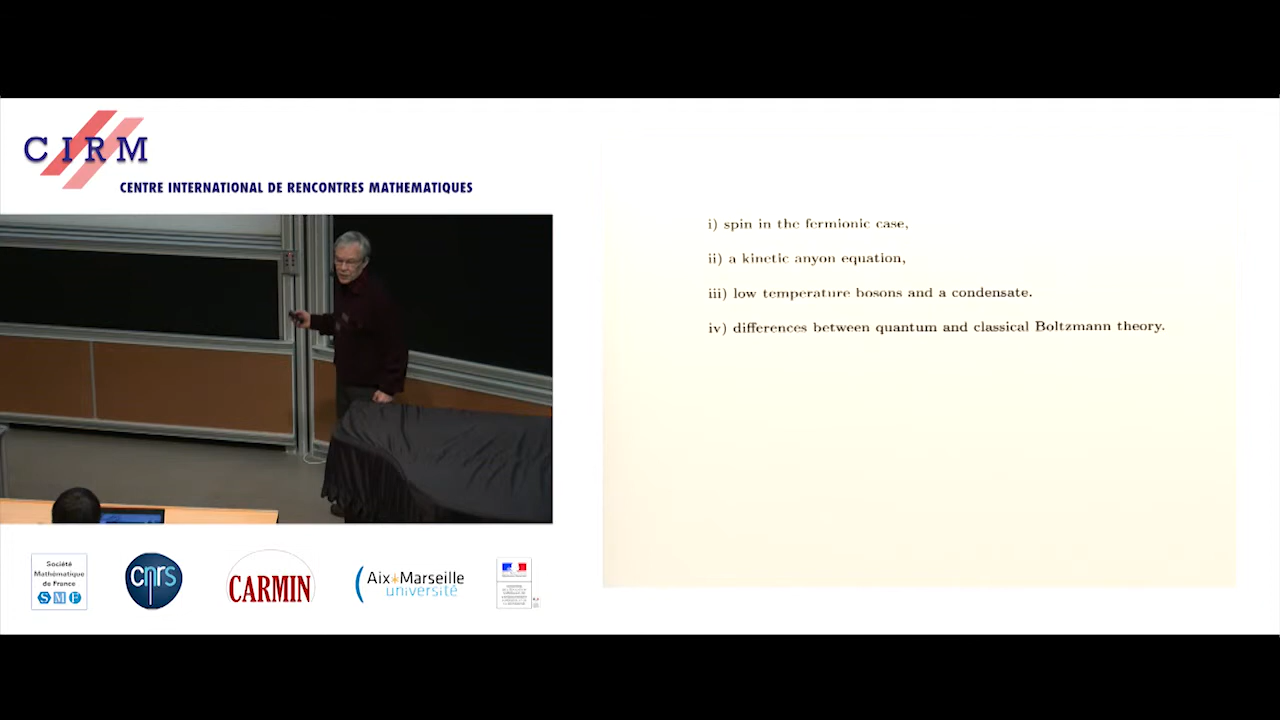 CIRM
CENTRE INTERNATIONAL DE RENCONTRES MATHEMATIQUES
i) spin in the fermionic case,
ii) a kinetic anyon equation,
iii) low temperature bosons and a condensate.
iv) differences between quantum and classical Boltzmann theory.
Société
Mathématique
de France
SMF
cnrs
CARMIN
Aix*Marseille
université